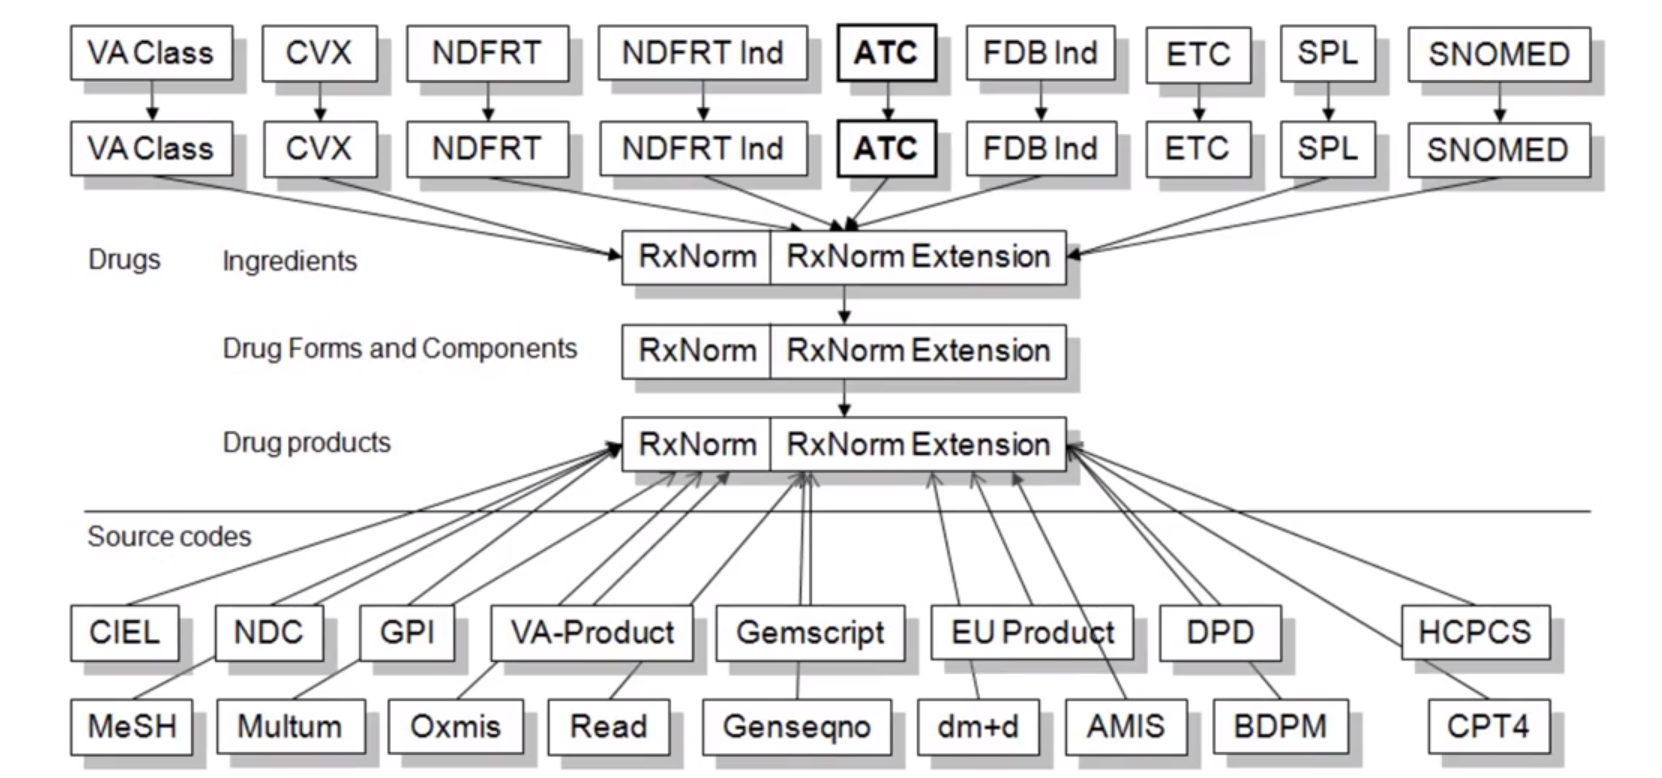 VA Class CVX NDFRT NDFRT Ind ATC FDB Ind ETC SPL SNOMED
VA Class CVX NDFRT NDFRT Ind ATC FDB Ind ETC SPL SNOMED
Drugs Ingredients RxNorm RxNorm Extension
Drug Forms and Components RxNorm RxNorm Extension
Drug products RxNorm RxNorm Extension
Source codes
CIEL NDC GPI VA-Product Gemscript EU Product DPD HCPCS
MeSH Multum Oxmis Read Genseqno dm+d AMIS BDPM CPT4